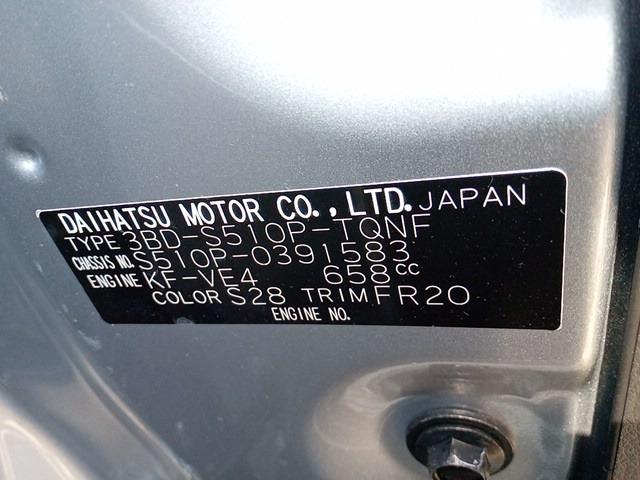 DAIHATSU MOTOR CO.,LTD. JAPAN
TYPE 3BD-S510P-TQNF
CHASSIS NO. S510P-0391583
ENGINE KF-VE4 658cc
COLOR S28 TRIM FR20
ENGINE NO.